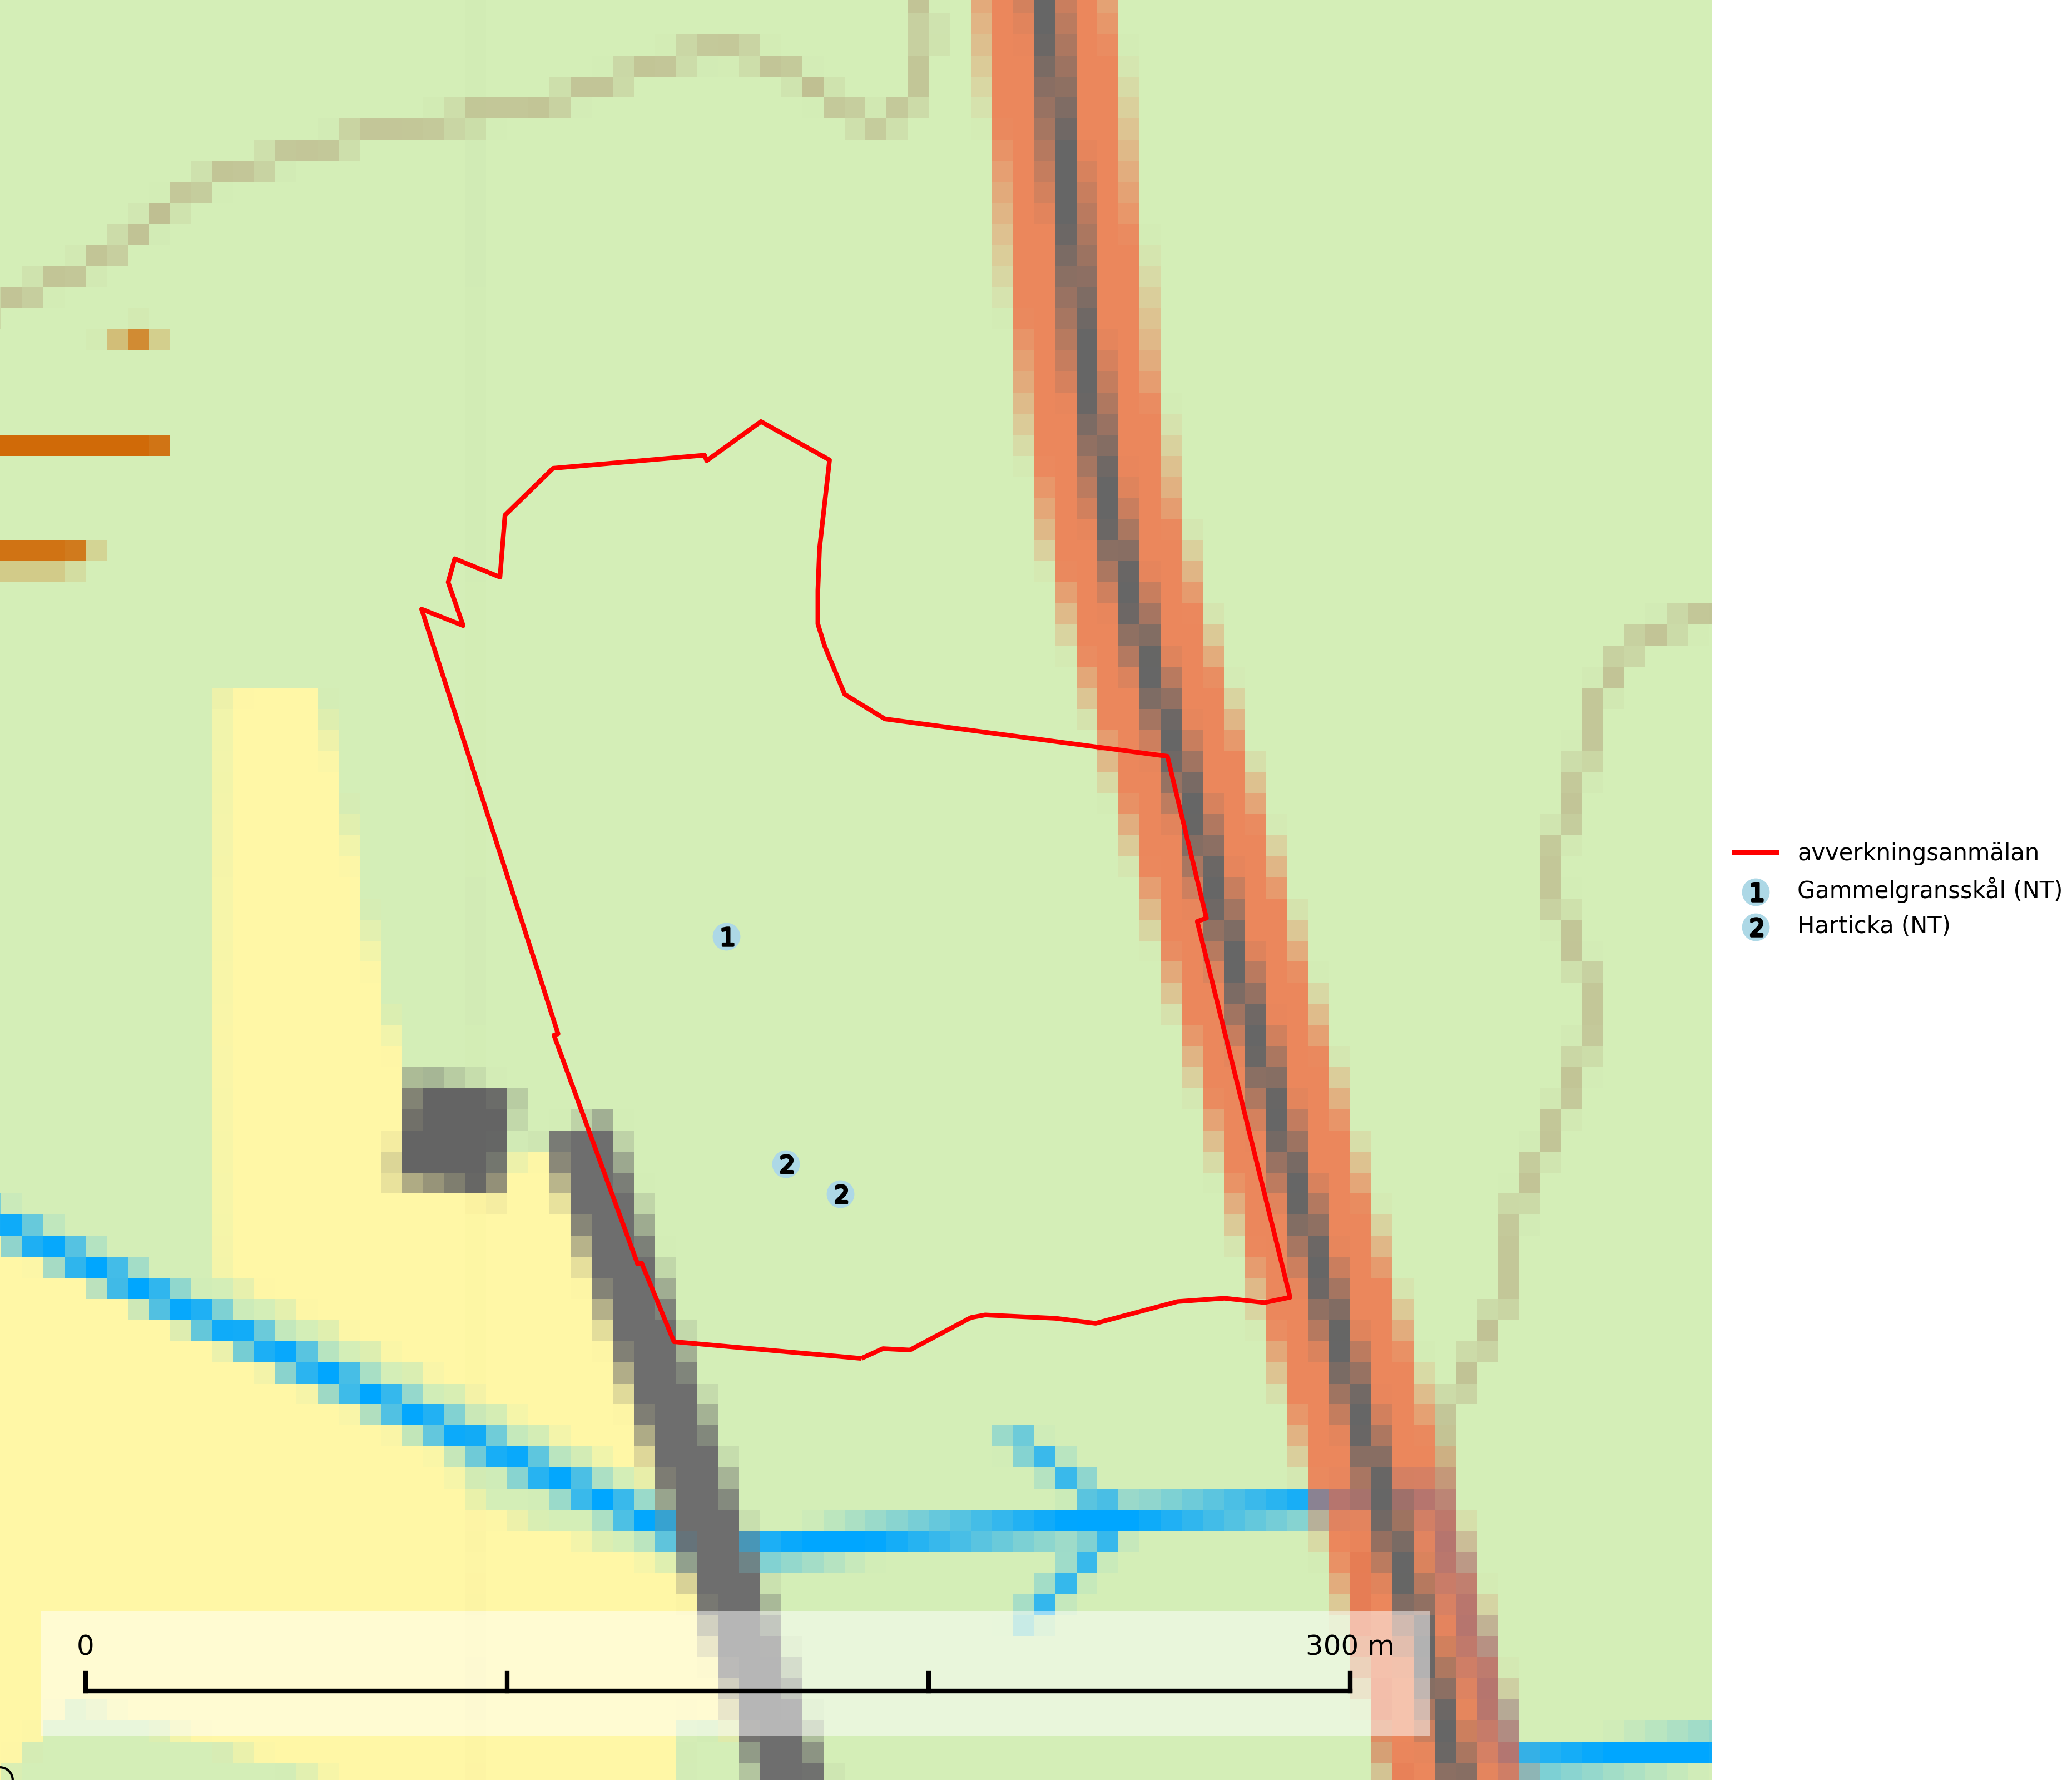 1
2
2
avverkningsanmälan
1 Gammelgransskål (NT)
2 Harticka (NT)
0 300 m